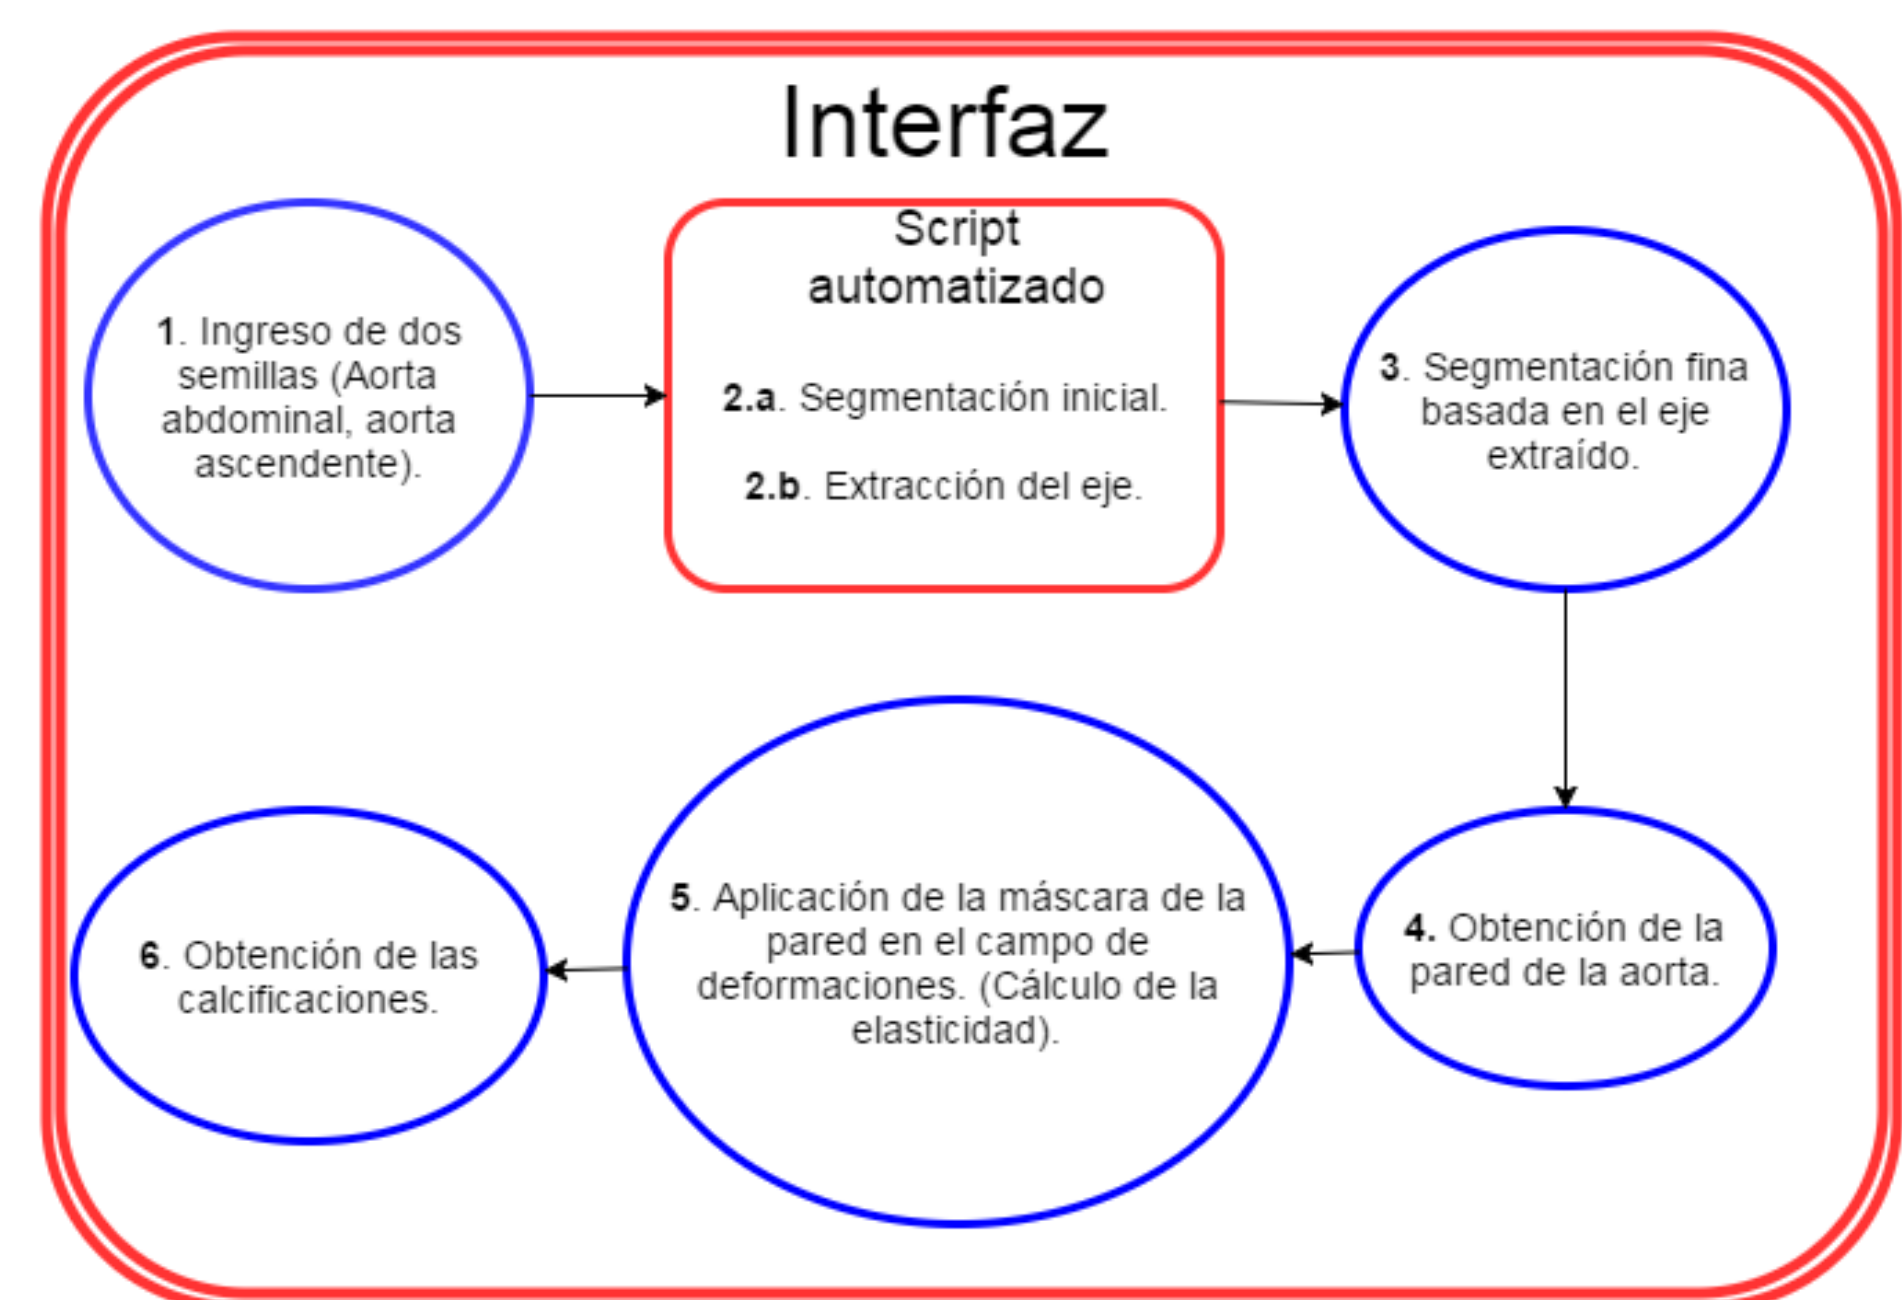 Interfaz
1. Ingreso de dos
semillas (Aorta
abdominal, aorta
ascendente).
Script
automatizado
2.a. Segmentación inicial.
2.b. Extracción del eje.
3. Segmentación fina
basada en el eje
extraído.
4. Obtención de la
pared de la aorta.
5. Aplicación de la máscara de la
pared en el campo de
deformaciones. (Cálculo de la
elasticidad).
6. Obtención de las
calcificaciones.